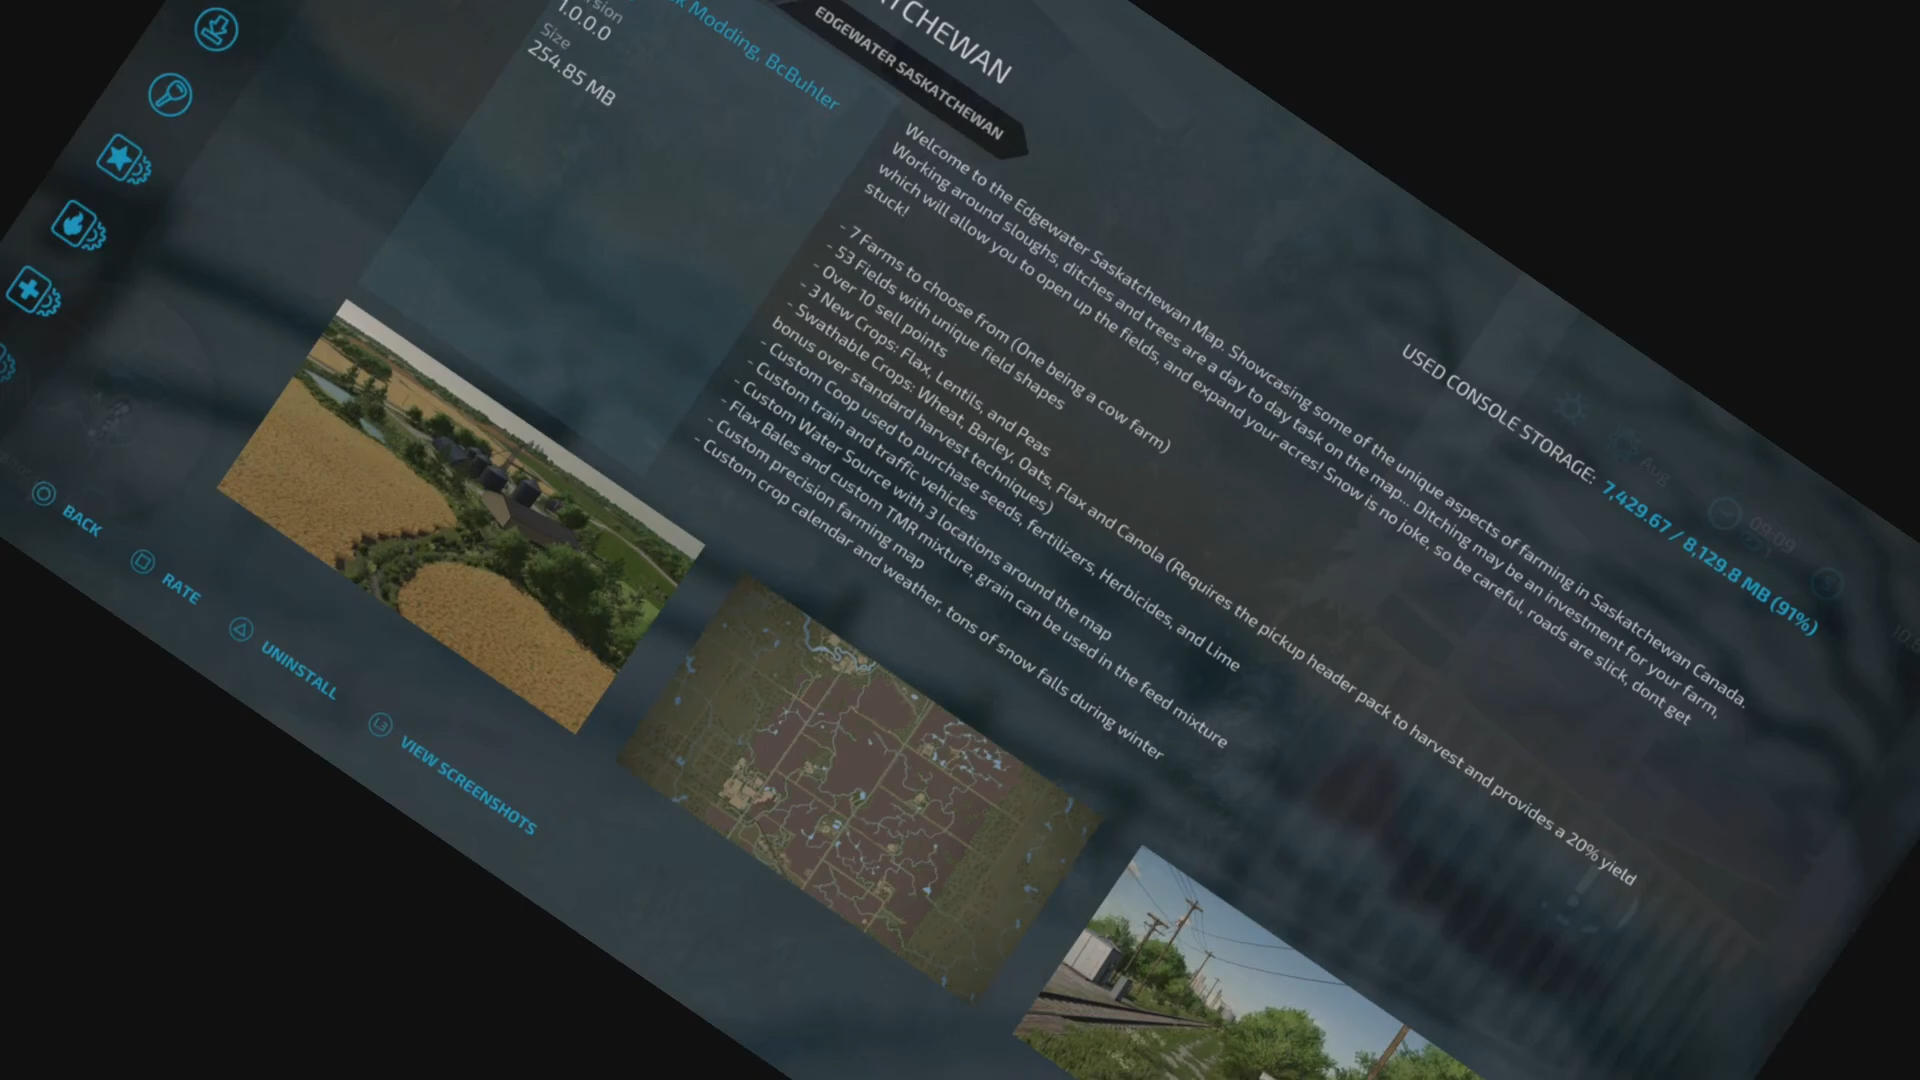 TCHEWAN
EDGEWATER SASKATCHEWAN
k Modding, BcBuhler
1.0.0.0
Size
254.85 MB
Welcome to the Edgewater Saskatchewan Map. Showcasing some of the unique aspects of farming in Saskatchewan Canada.
Working around sloughs, ditches and trees are a day to day task on the map... Ditching may be an investment for your farm,
which will allow you to open up the fields, and expand your acres! Snow is no joke, so be careful, roads are slick, dont get
stuck!
- 7 Farms to choose from (One being a cow farm)
- 53 Fields with unique field shapes
- Over 10 sell points
- 3 New Crops: Flax, Lentils, and Peas
- Swathable Crops: Wheat, Barley, Oats, Flax and Canola (Requires the pickup header pack to harvest and provides a 20% yield
bonus over standard harvest techniques)
- Custom Coop used to purchase seeds, fertilizers, Herbicides, and Lime
- Custom train and traffic vehicles
- Custom Water Source with 3 locations around the map
- Flax Bales and custom TMR mixture, grain can be used in the feed mixture
- Custom precision farming map
- Custom crop calendar and weather, tons of snow falls during winter
USED CONSOLE STORAGE: 7,429.67 / 8,129.8 MB (91%)
Aug
09:09
BACK
RATE
UNINSTALL
L3 VIEW SCREENSHOTS